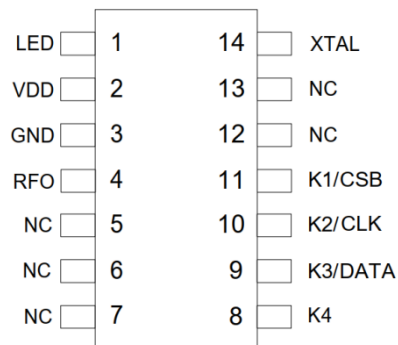 LED 1 14 XTAL
VDD 2 13 NC
GND 3 12 NC
RFO 4 11 K1/CSB
NC 5 10 K2/CLK
NC 6 9 K3/DATA
NC 7 8 K4